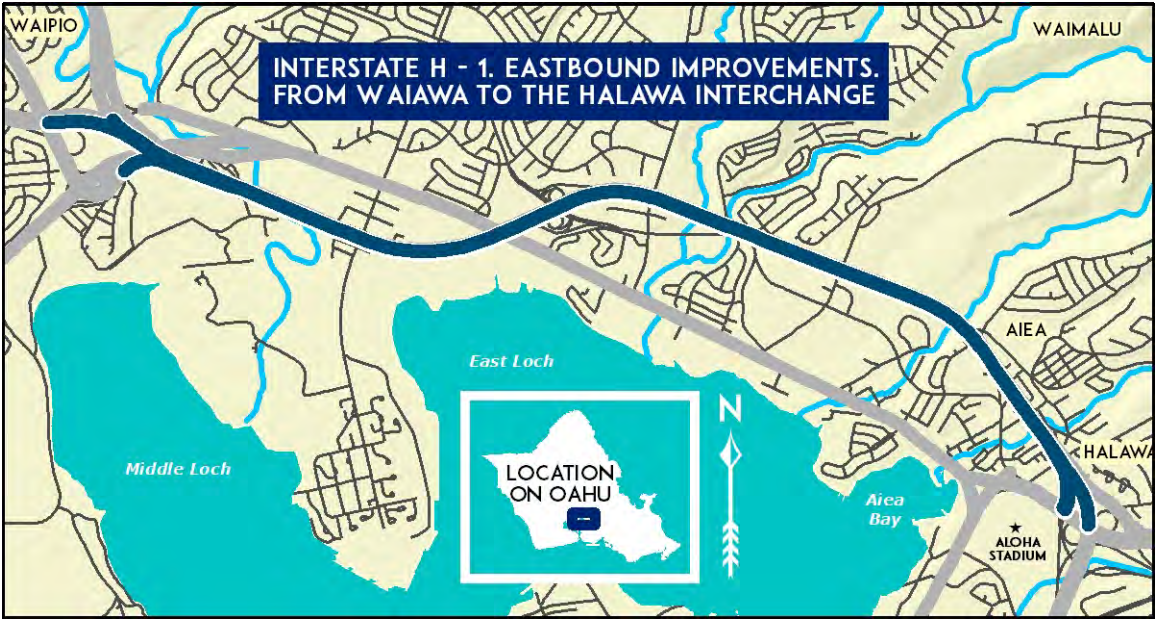 WAIPIO
WAIMALU
INTERSTATE H - 1. EASTBOUND IMPROVEMENTS.
FROM WAIAWA TO THE HALAWA INTERCHANGE
AIEA
East Loch
N
HALAWA
Middle Loch
LOCATION
ON OAHU
Aiea
Bay
ALOHA
STADIUM